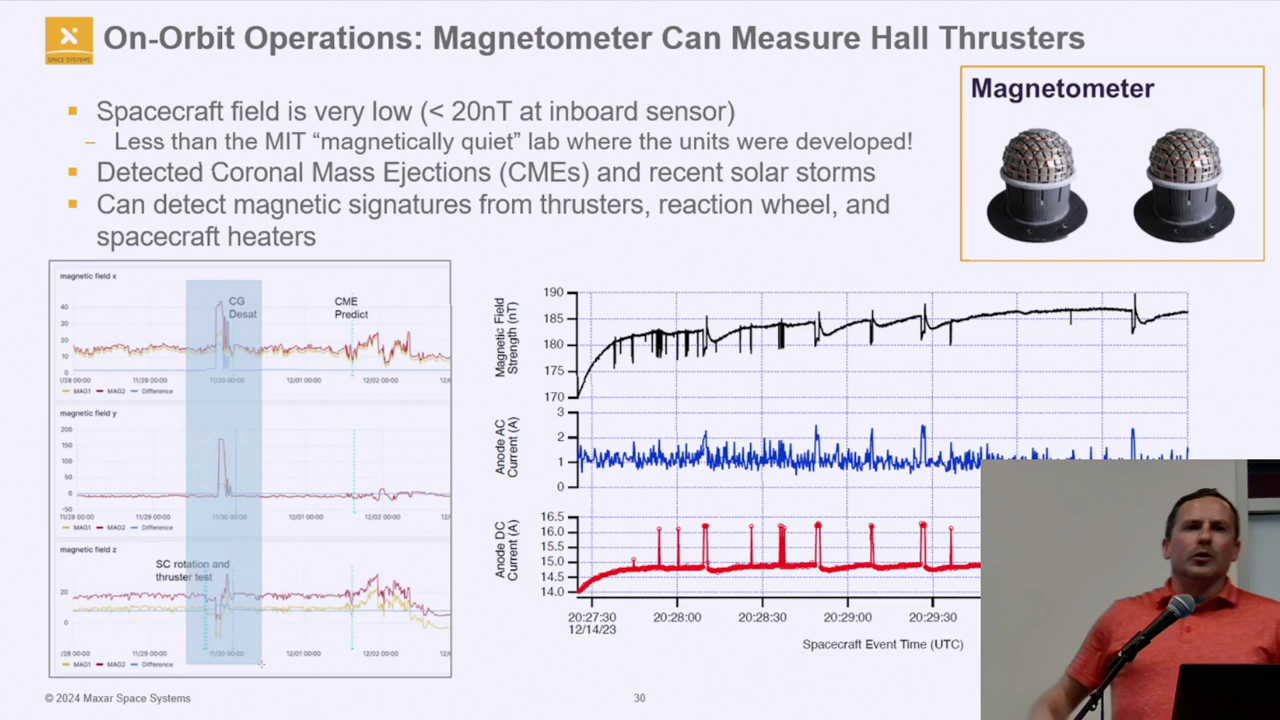 SPACE SYSTEMS
On-Orbit Operations: Magnetometer Can Measure Hall Thrusters
Spacecraft field is very low (< 20nT at inboard sensor)
– Less than the MIT “magnetically quiet” lab where the units were developed!
Detected Coronal Mass Ejections (CMEs) and recent solar storms
Can detect magnetic signatures from thrusters, reaction wheel, and
spacecraft heaters
Magnetometer
magnetic field x
CG
Desat
CME
Predict
40
30
20
10
0
1/28 00:00 11/29 00:00 11/30 00:00 12/01 00:00 12/02 00:00 12/0
MAG1 MAG2 Difference
magnetic field y
200
150
100
50
0
-50
11/28 00:00 11/29 00:00 11/30 00:00 12/01 00:00 12/02 00:00 12/0
MAG1 MAG2 Difference
magnetic field z
SC rotation and
thruster test
20
0
/28 00:00 11/29 00:00 11/30 00:00 12/01 00:00 12/02 00:00 12/0
MAG1 MAG2 Difference
Magnetic Field
Strength (nT)
190
185
180
175
170
Anode AC
Current (A)
3
2
1
0
Anode DC
Current (A)
16.5
16.0
15.5
15.0
14.5
14.0
20:27:30 20:28:00 20:28:30 20:29:00 20:29:30
12/14/23
Spacecraft Event Time (UTC)
© 2024 Maxar Space Systems
30